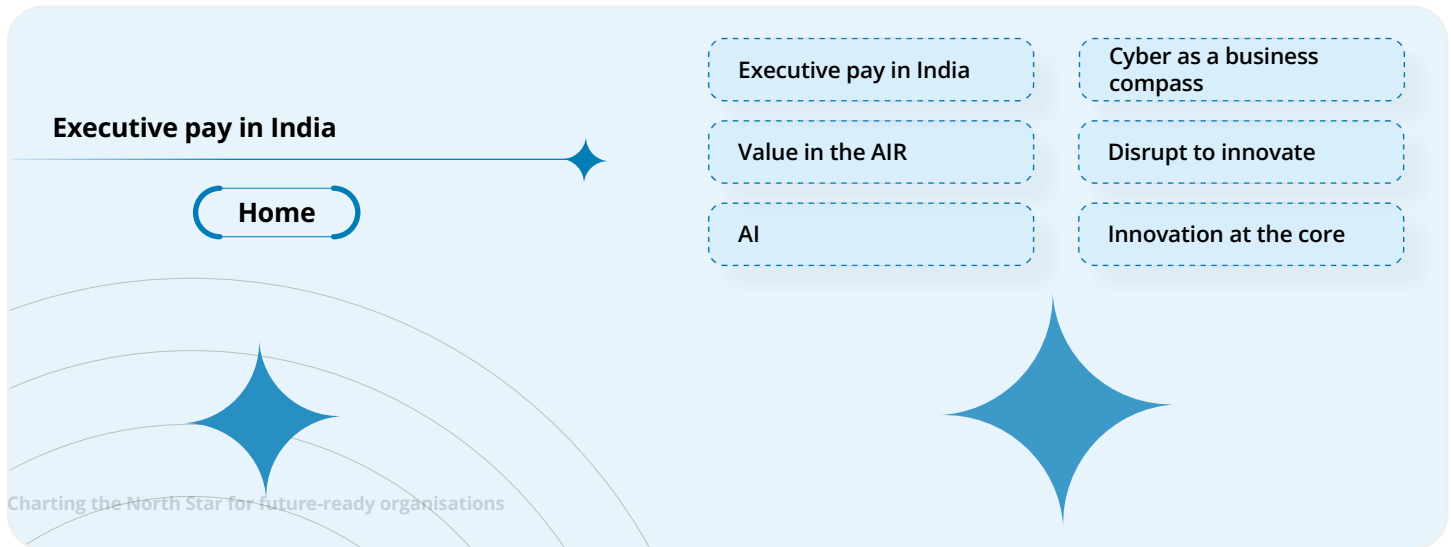 Executive pay in India
Home
Executive pay in India
Cyber as a business
compass
Value in the AIR
Disrupt to innovate
AI
Innovation at the core
Charting the North Star for future-ready organisations